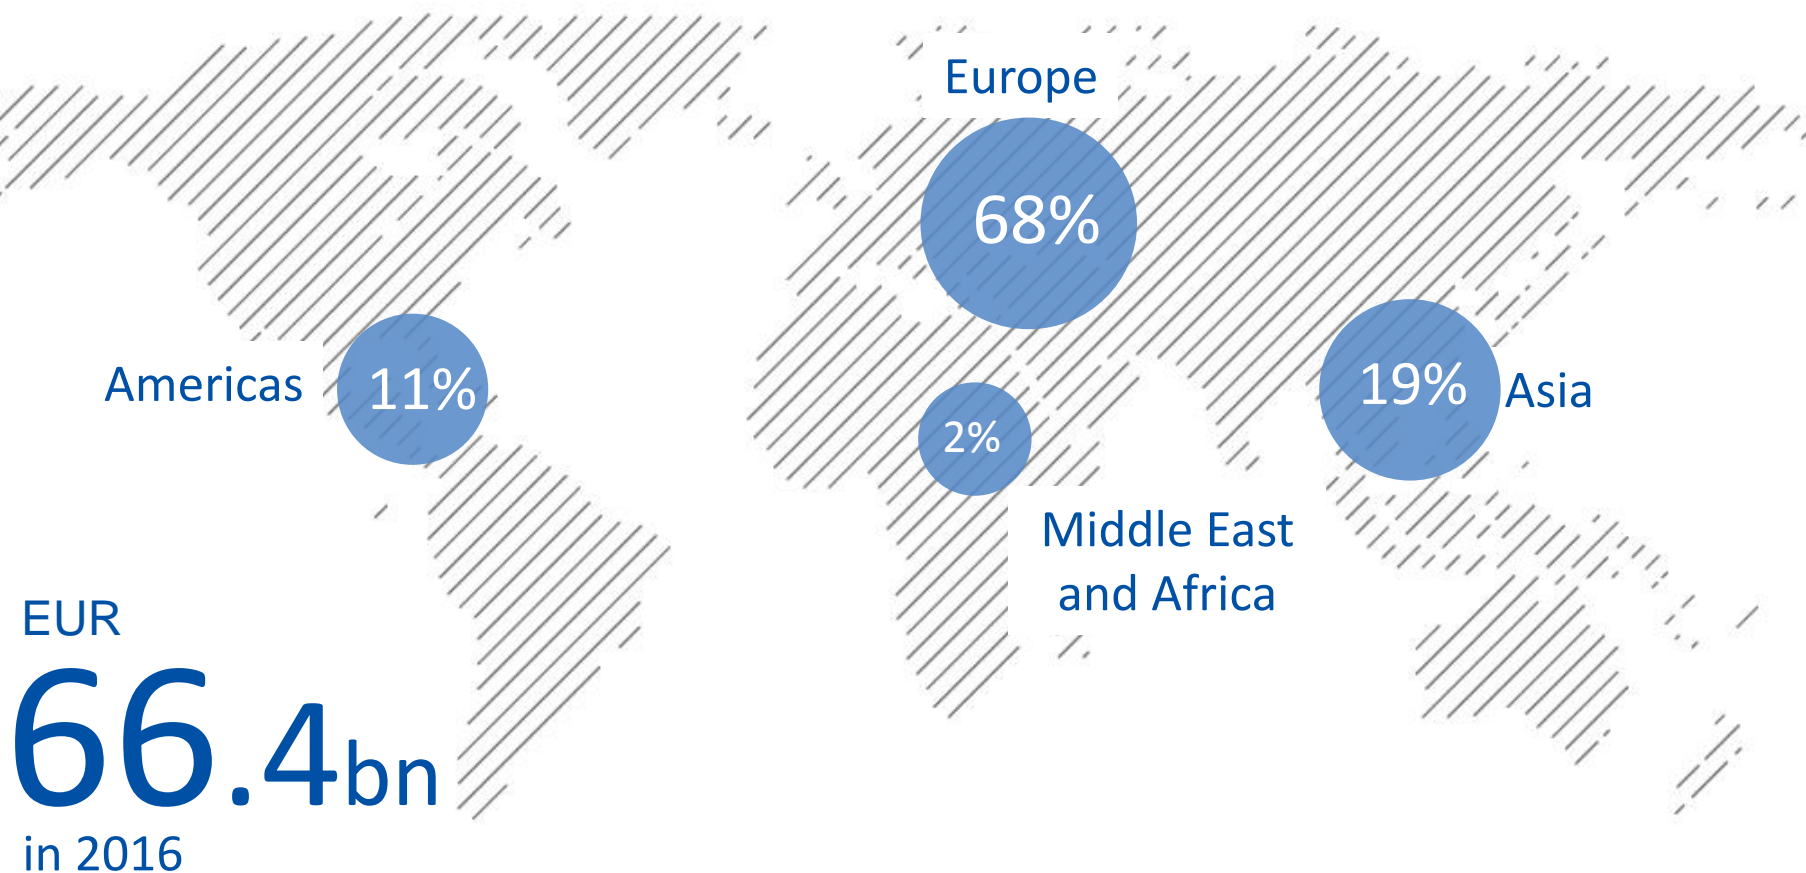 Europe
68%
Americas
11%
19%
Asia
2%
Middle East
and Africa
EUR
66.4bn
in 2016